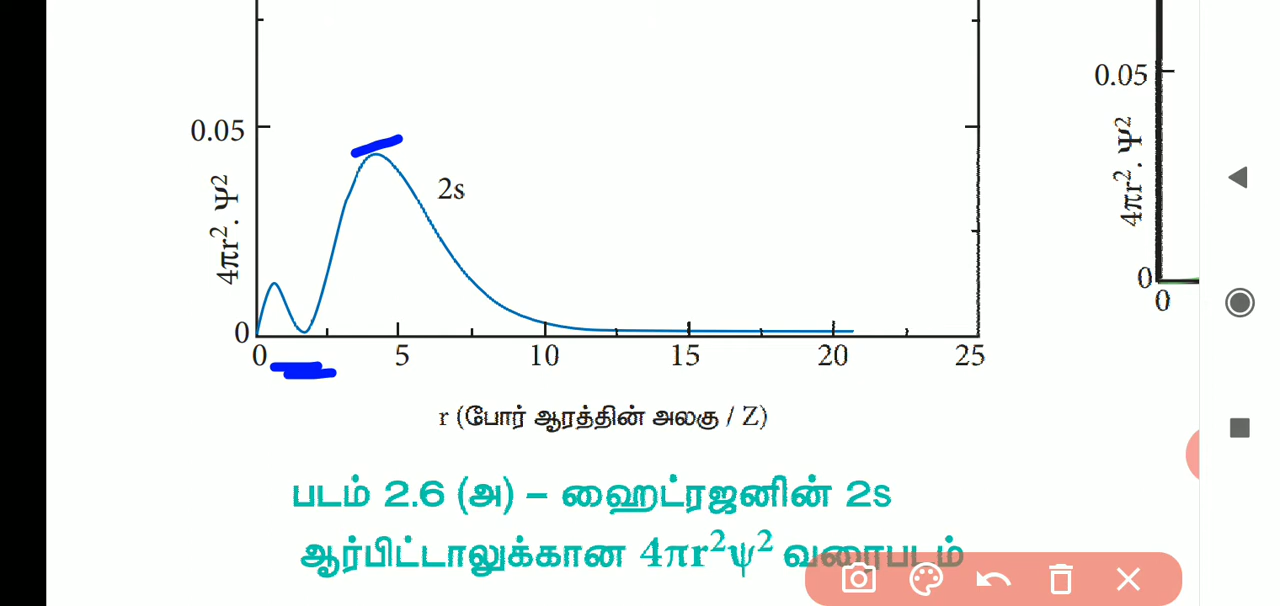 0.05
4πr². Ψ²
2s
0
0 5 10 15 20 25
r (போர் ஆரத்தின் அலகு / Z)
படம் 2.6 (அ) – ஹைட்ரஜனின் 2s
ஆர்பிட்டாலுக்கான 4πr²ψ² வரைபடம்
0.05
4πr². Ψ²
0
0